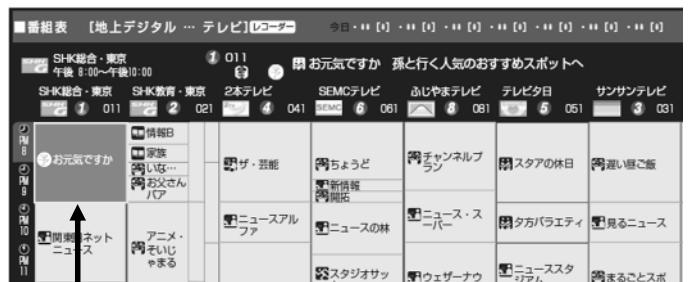 ■番組表 [地上デジタル … テレビ] レコーダー 今日
SHK総合・東京 1 011
午後 8:00〜午後10:00 お元気ですか 孫と行く人気のおすすめスポットへ
SHK総合・東京 SHK教育・東京 2本テレビ SEMCテレビ ふじやまテレビ テレビ夕日 サンサンテレビ
1 011 2 021 4 041 SEMC 6 061 8 081 5 051 3 031
PM 8
PM 9
PM 10
PM 11
お元気ですか
関東ネット
ニュース
情報B
家族
いな…
お父さん
バア
アニメ・
そいじ
ゃまる
ザ・芸能
ニュースアル
ファ
ちょうど
新情報
開拓
ニュースの林
スタジオサッ
チャンネルプ
ラン
ニュース・ス
ーパー
ウェザーナウ
スタアの休日
夕方バラエティ
ニューススタ
ジアム
遅い昼ご飯
見るニュース
まるごとスポ